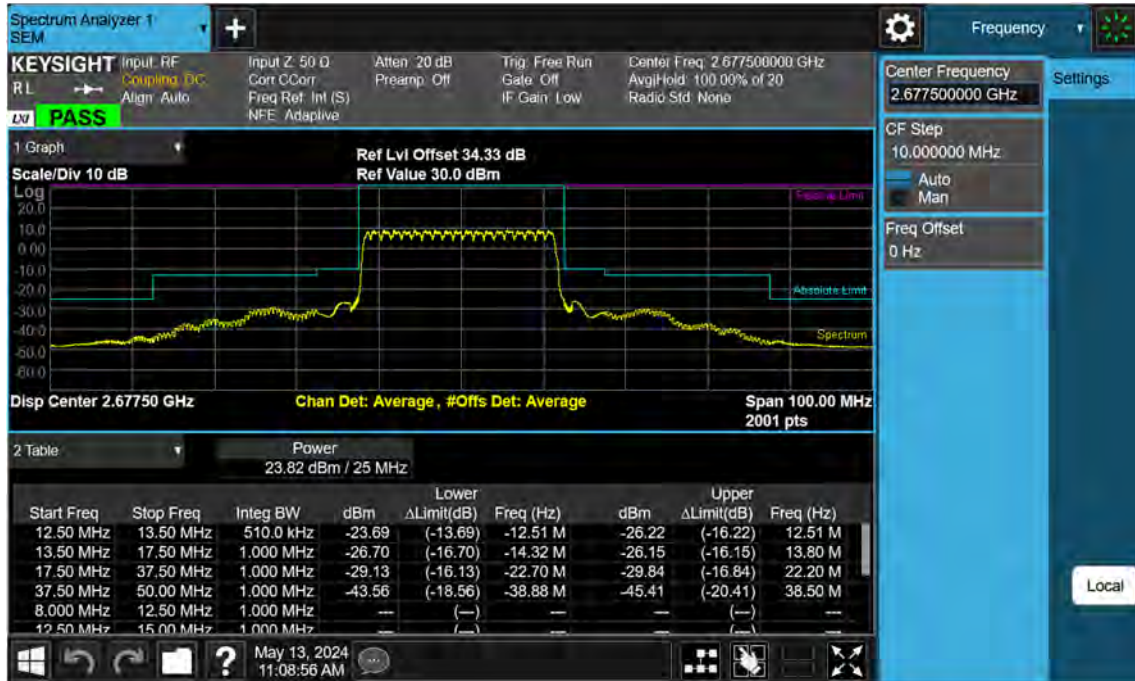 Spectrum Analyzer 1
SEM
+
Frequency
KEYSIGHT
RL
LXI PASS
Input: RF
Coupling: DC
Align: Auto
Input Z: 50 Ω
Corr CCorr
Freq Ref: Int (S)
NFE: Adaptive
Atten: 20 dB
Preamp: Off
Trig: Free Run
Gate: Off
IF Gain: Low
Center Freq: 2.677500000 GHz
Avg|Hold: 100.00% of 20
Radio Std: None
Center Frequency
2.677500000 GHz
Settings
CF Step
10.000000 MHz
Auto
Man
Freq Offset
0 Hz
Local
1 Graph
Scale/Div 10 dB
Ref Lvl Offset 34.33 dB
Ref Value 30.0 dBm
Log
20.0
10.0
0.00
-10.0
-20.0
-30.0
-40.0
-50.0
-60.0
Limit
Absolute Limit
Spectrum
Disp Center 2.67750 GHz
Chan Det: Average, #Offs Det: Average
Span 100.00 MHz
2001 pts
2 Table
Power
23.82 dBm / 25 MHz
Lower Upper
Start Freq Stop Freq Integ BW dBm ΔLimit(dB) Freq (Hz) dBm ΔLimit(dB) Freq (Hz)
12.50 MHz 13.50 MHz 510.0 kHz -23.69 (-13.69) -12.51 M -26.22 (-16.22) 12.51 M
13.50 MHz 17.50 MHz 1.000 MHz -26.70 (-16.70) -14.32 M -26.15 (-16.15) 13.80 M
17.50 MHz 37.50 MHz 1.000 MHz -29.13 (-16.13) -22.70 M -29.84 (-16.84) 22.20 M
37.50 MHz 50.00 MHz 1.000 MHz -43.56 (-18.56) -38.88 M -45.41 (-20.41) 38.50 M
8.000 MHz 12.50 MHz 1.000 MHz --- (---) --- --- (---) ---
12.50 MHz 15.00 MHz 1.000 MHz --- (---) --- --- (---) ---
?
May 13, 2024
11:08:56 AM